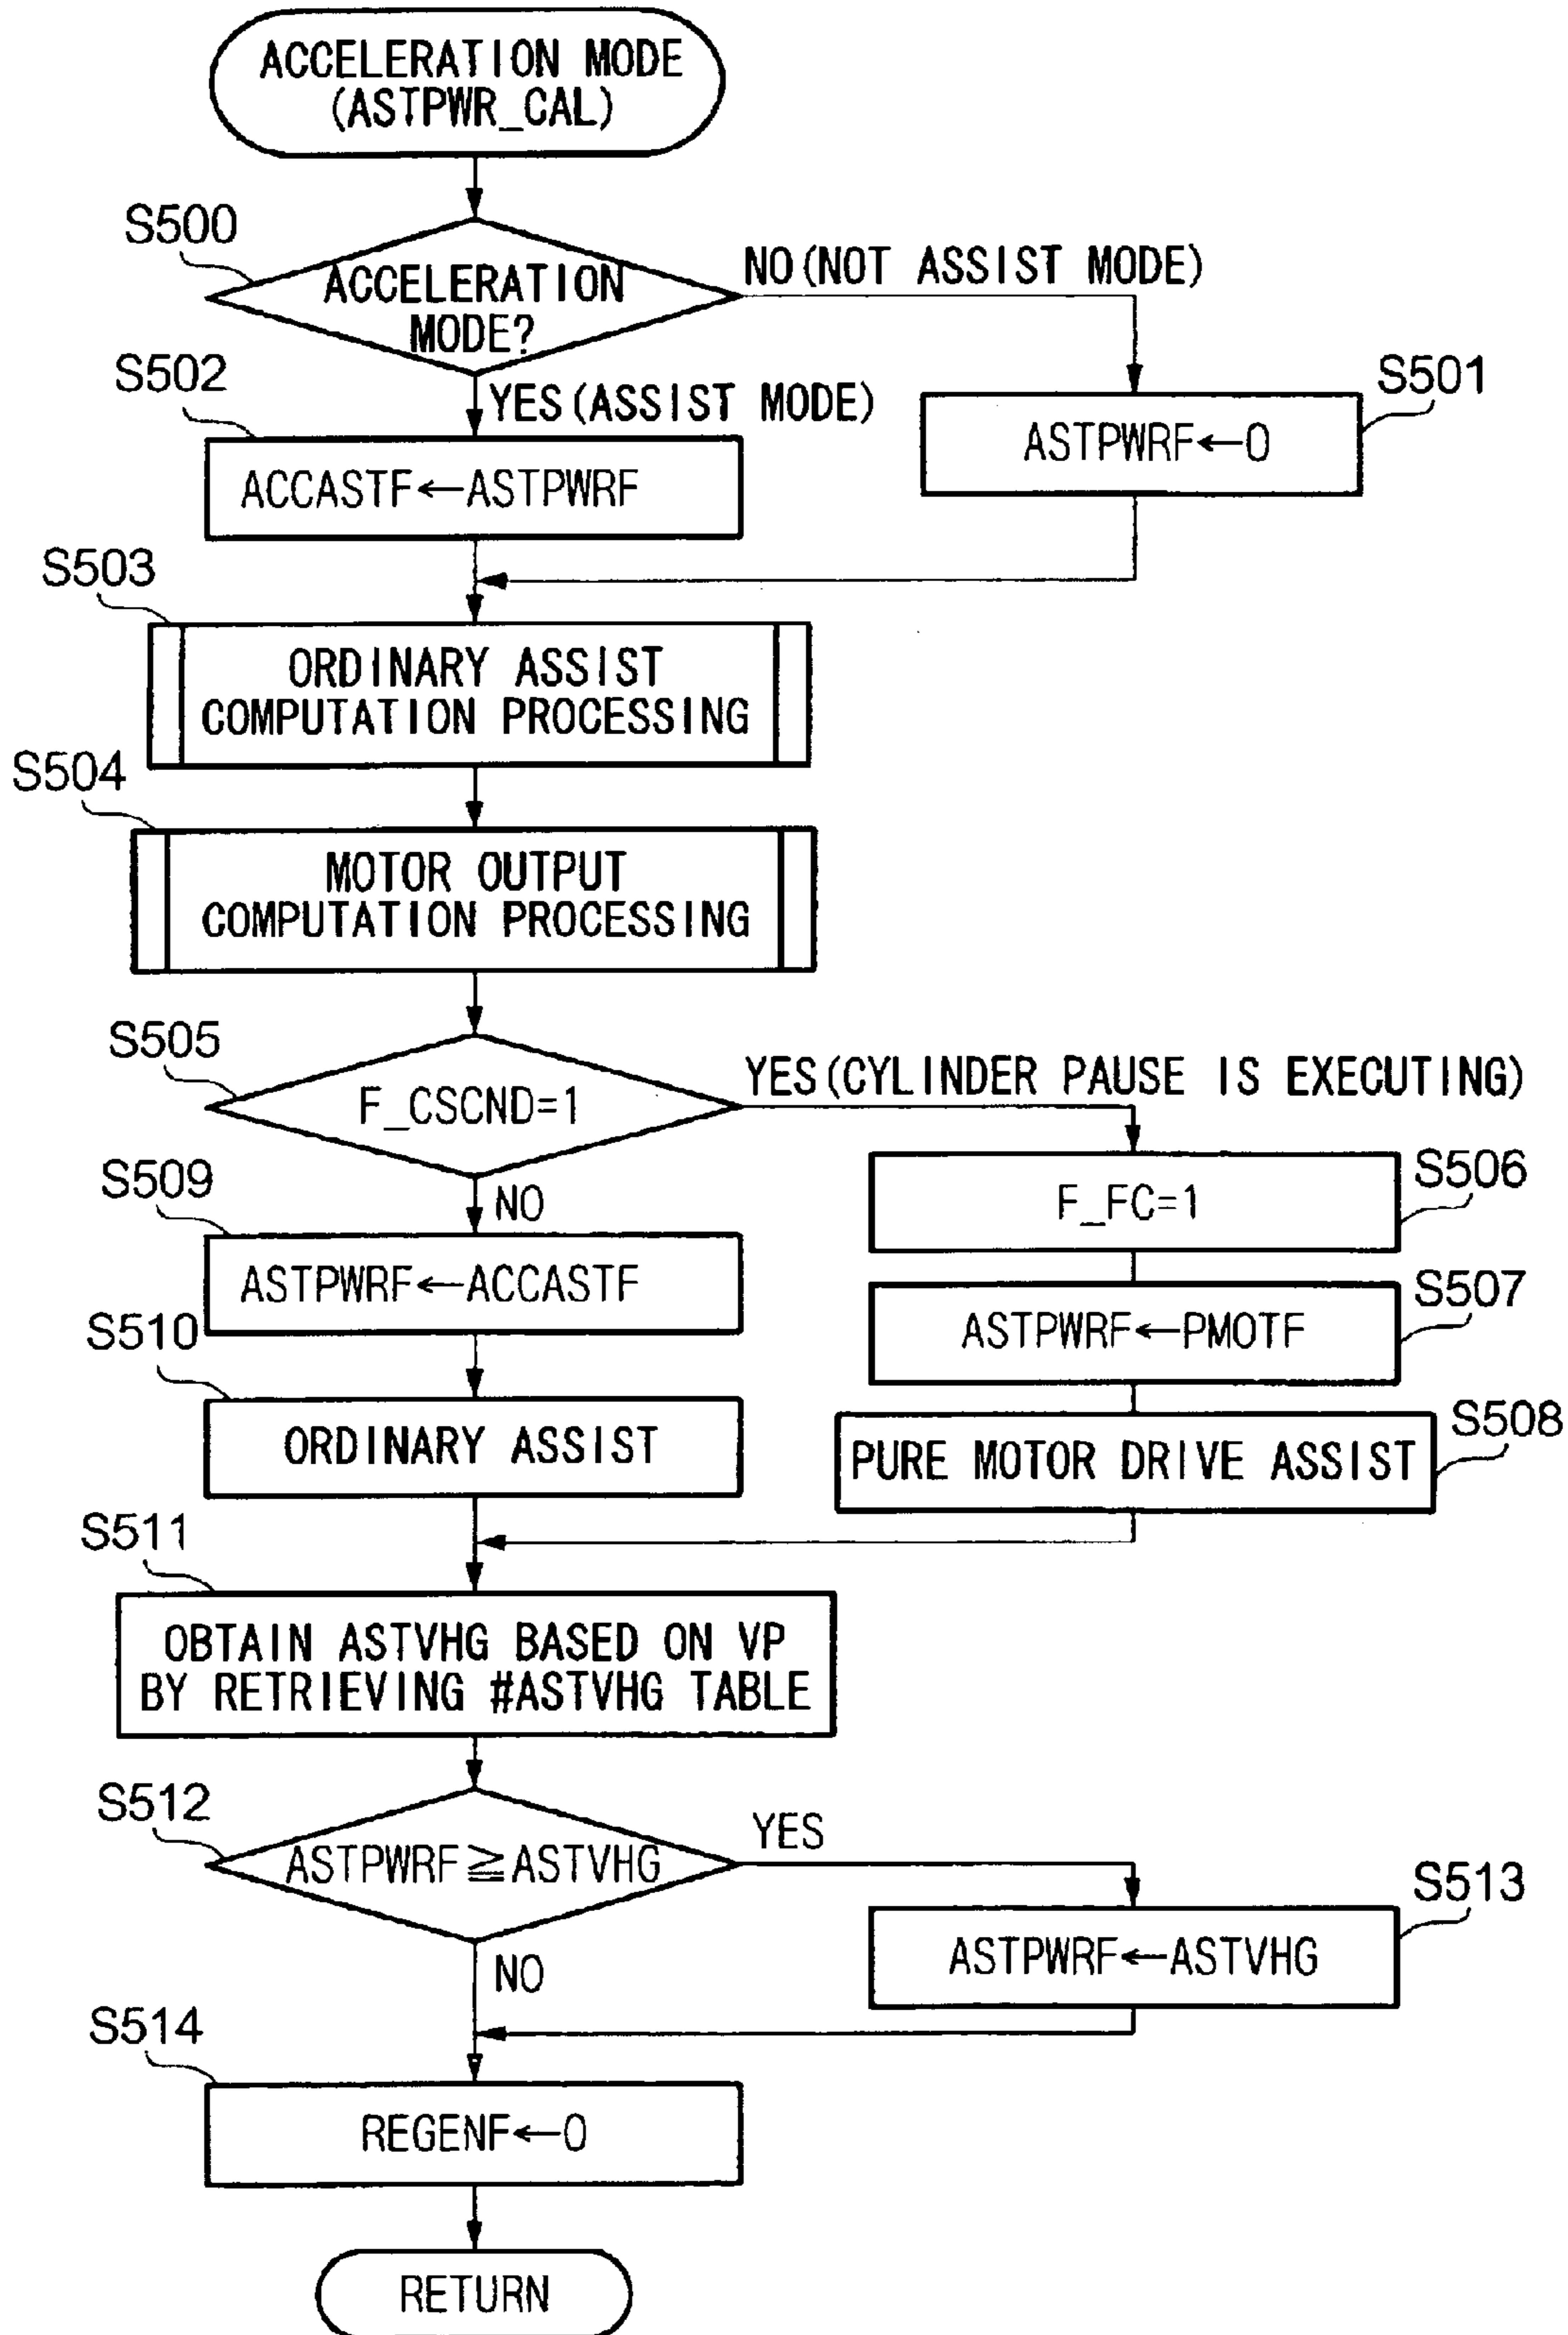 ACCELERATION MODE
(ASTPWR_CAL)
S500
ACCELERATION
MODE?
NO(NOT ASSIST MODE)
S502
YES(ASSIST MODE)
S501
ASTPWRF←0
ACCASTF←ASTPWRF
S503
ORDINARY ASSIST
COMPUTATION PROCESSING
S504
MOTOR OUTPUT
COMPUTATION PROCESSING
S505
F_CSCND=1
YES(CYLINDER PAUSE IS EXECUTING)
S506
F_FC=1
S509
NO
ASTPWRF←ACCASTF
S507
ASTPWRF←PMOTF
S510
ORDINARY ASSIST
S508
PURE MOTOR DRIVE ASSIST
S511
OBTAIN ASTVHG BASED ON VP
BY RETRIEVING #ASTVHG TABLE
S512
ASTPWRF≧ASTVHG
YES
S513
ASTPWRF←ASTVHG
NO
S514
REGENF←0
RETURN